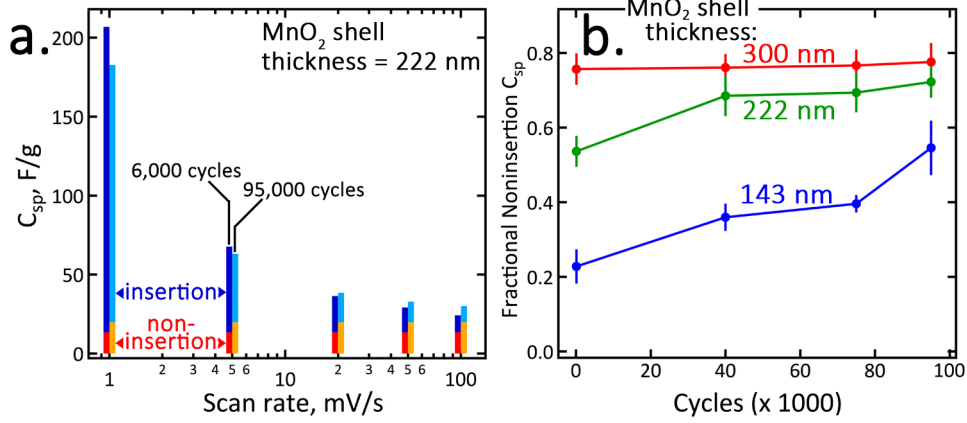 a.
MnO2 shell
thickness = 222 nm
200
150
100
50
0
Csp, F/g
6,000 cycles
95,000 cycles
insertion
non-
insertion
1 2 3 4 5 6 10 2 3 4 5 6 100
Scan rate, mV/s
b.
MnO2 shell
thickness:
300 nm
222 nm
143 nm
0.8
0.6
0.4
0.2
0.0
Fractional Noninsertion Csp
0 20 40 60 80 100
Cycles (x 1000)